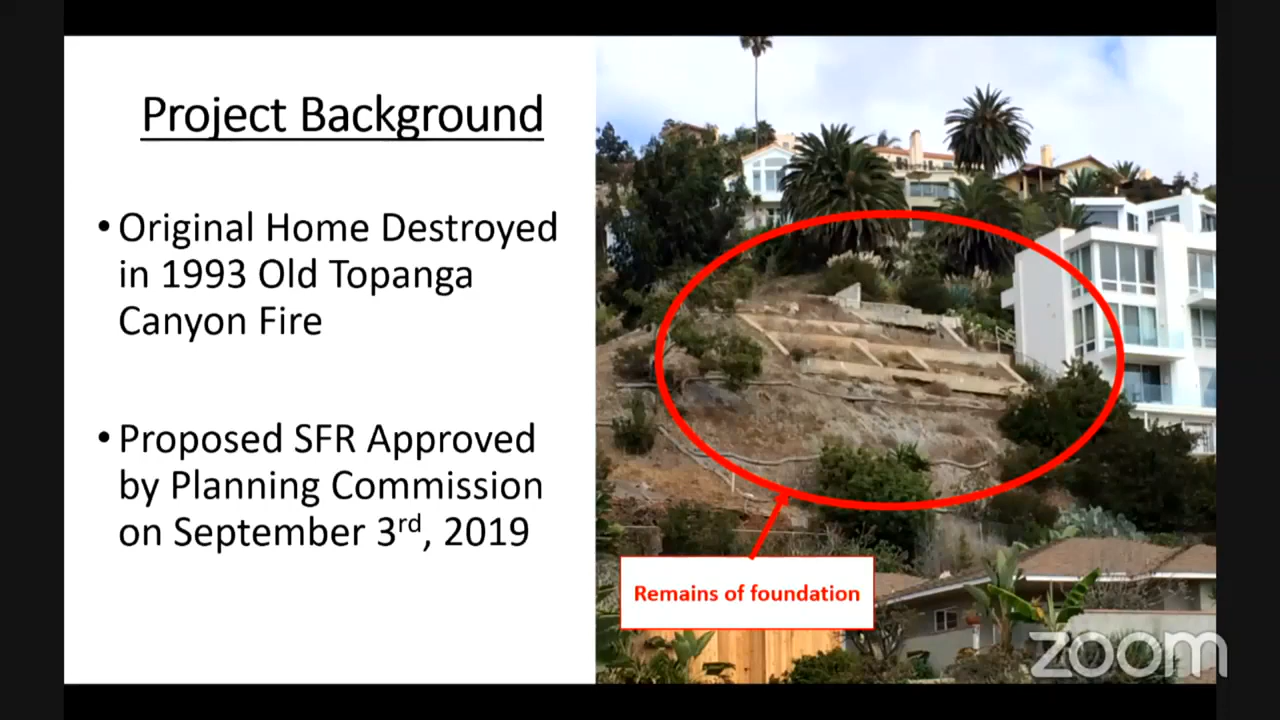 Project Background
• Original Home Destroyed
in 1993 Old Topanga
Canyon Fire
• Proposed SFR Approved
by Planning Commission
on September 3rd, 2019
Remains of foundation
zoom